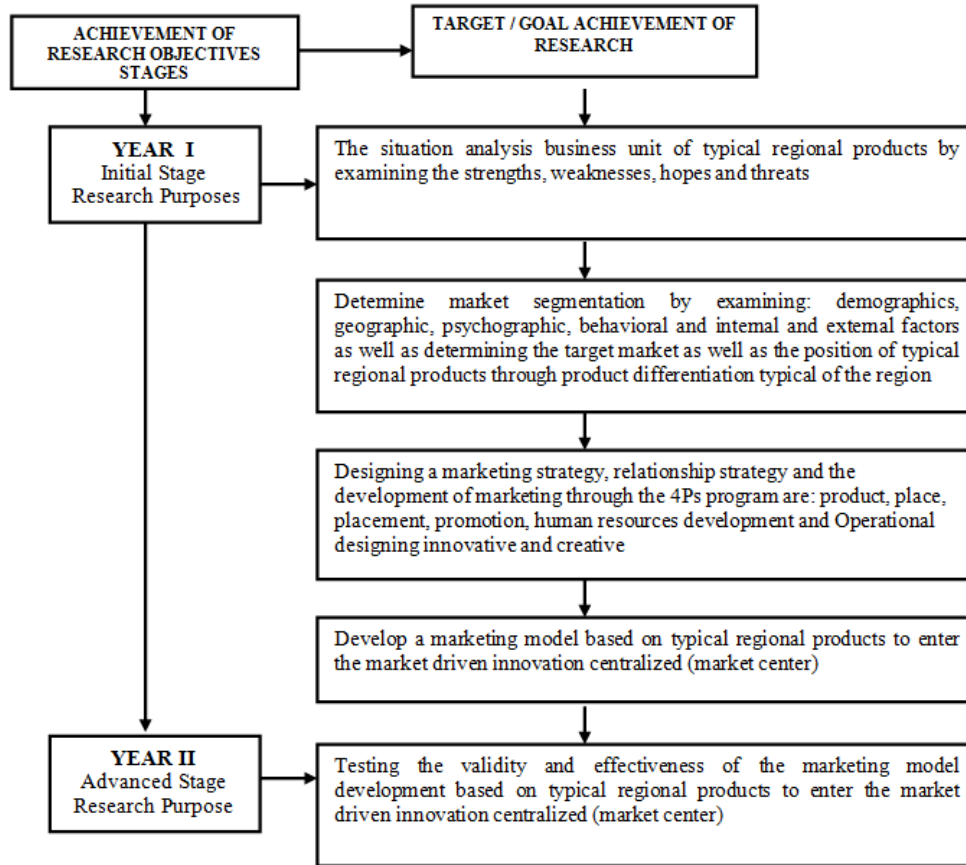 ACHIEVEMENT OF
RESEARCH OBJECTIVES
STAGES
TARGET / GOAL ACHIEVEMENT OF
RESEARCH
YEAR I
Initial Stage
Research Purposes
The situation analysis business unit of typical regional products by
examining the strengths, weaknesses, hopes and threats
Determine market segmentation by examining: demographics,
geographic, psychographic, behavioral and internal and external factors
as well as determining the target market as well as the position of typical
regional products through product differentiation typical of the region
Designing a marketing strategy, relationship strategy and the
development of marketing through the 4Ps program are: product, place,
placement, promotion, human resources development and Operational
designing innovative and creative
Develop a marketing model based on typical regional products to enter
the market driven innovation centralized (market center)
YEAR II
Advanced Stage
Research Purpose
Testing the validity and effectiveness of the marketing model
development based on typical regional products to enter the market
driven innovation centralized (market center)